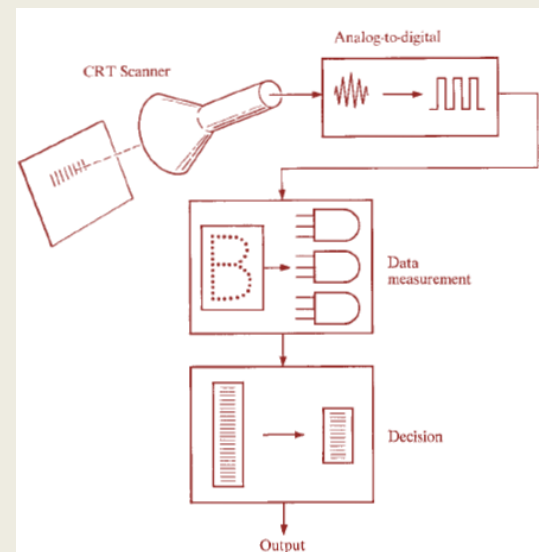 Analog-to-digital
CRT Scanner
B
Data
measurement
Decision
Output